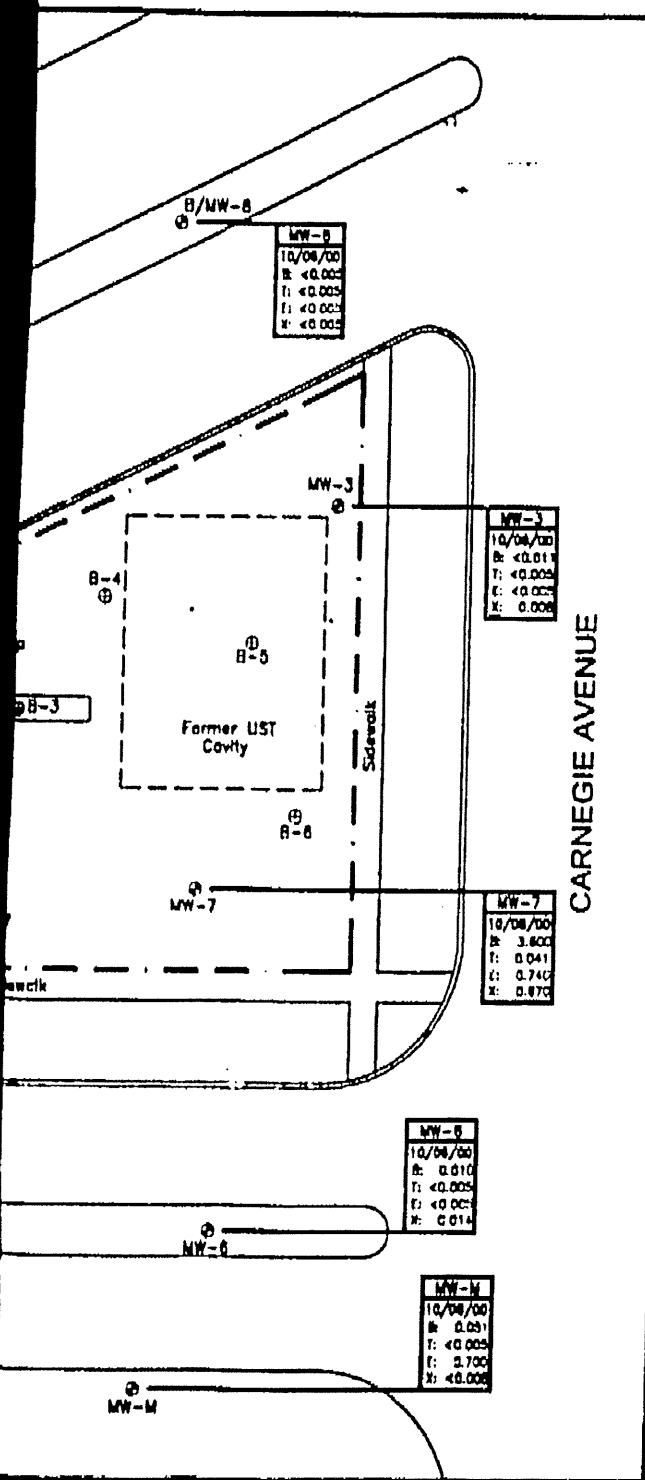 B/MW-8
MW-8
10/06/00
B: <0.005
T: <0.005
E: <0.005
X: <0.005
MW-3
MW-3
10/06/00
B: <0.011
T: <0.005
E: <0.005
X: 0.008
B-4
B-5
B-3
Former UST
Cavity
Sidewalk
CARNEGIE AVENUE
B-6
MW-7
MW-7
10/06/00
B: 3.600
T: 0.041
E: 0.740
X: 0.870
ewalk
MW-6
10/06/00
B: 0.010
T: <0.005
E: <0.005
X: 0.014
MW-6
MW-M
10/06/00
B: 0.031
T: <0.005
E: 3.700
X: <0.008
MW-M